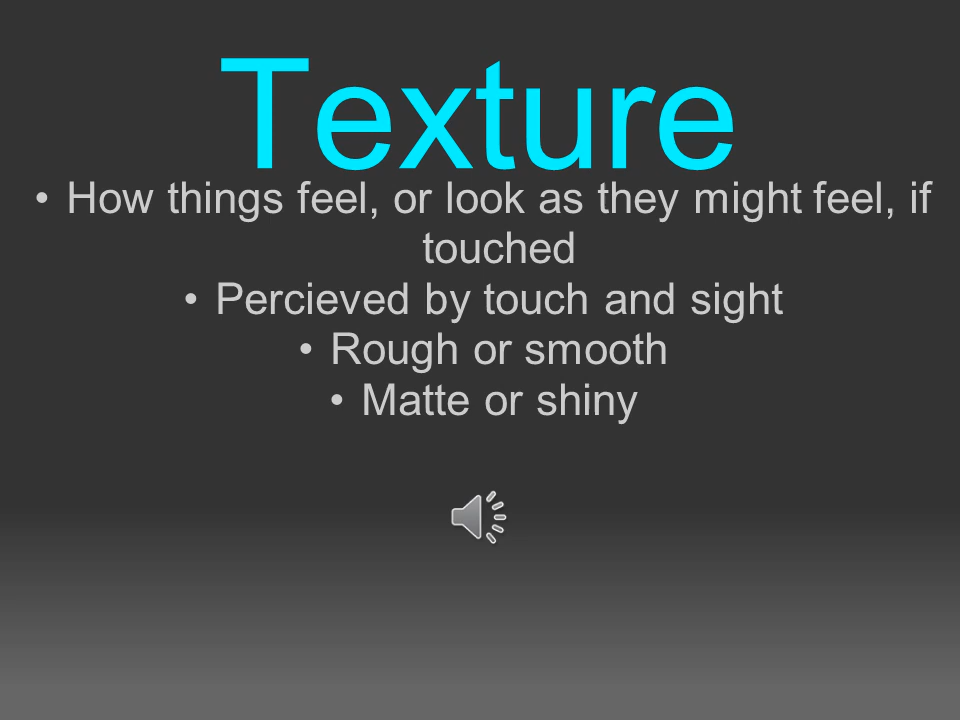 Texture
• How things feel, or look as they might feel, if
touched
• Percieved by touch and sight
• Rough or smooth
• Matte or shiny